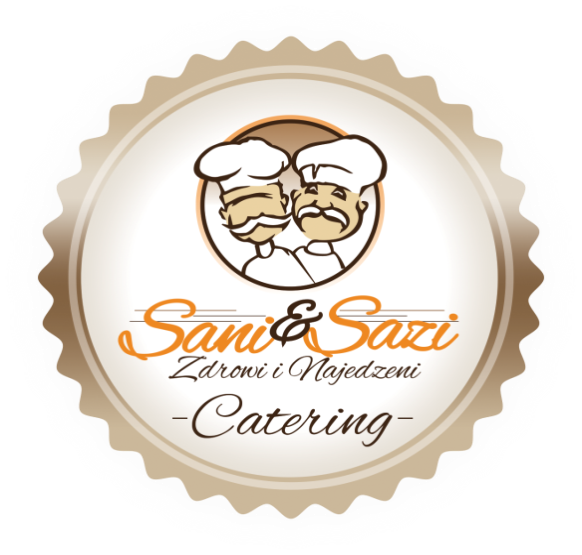 Sani & Sazi
Zdrowi i Najedzeni
-Catering-